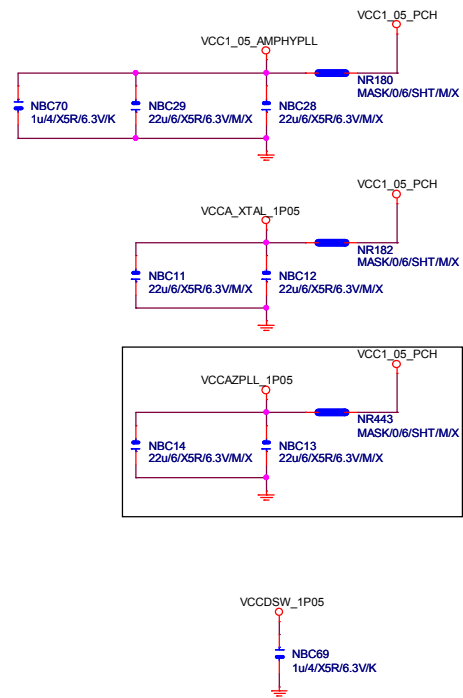 VCC1_05_PCH
VCC1_05_AMPHYPLL
NR180
MASK/0/6/SHT/M/X
NBC70
1u/4/X5R/6.3V/K
NBC29
22u/6/X5R/6.3V/M/X
NBC28
22u/6/X5R/6.3V/M/X
VCC1_05_PCH
VCCA_XTAL_1P05
NR182
MASK/0/6/SHT/M/X
NBC11
22u/6/X5R/6.3V/M/X
NBC12
22u/6/X5R/6.3V/M/X
VCC1_05_PCH
VCCAZPLL_1P05
NR443
MASK/0/6/SHT/M/X
NBC14
22u/6/X5R/6.3V/M/X
NBC13
22u/6/X5R/6.3V/M/X
VCCDSW_1P05
NBC69
1u/4/X5R/6.3V/K